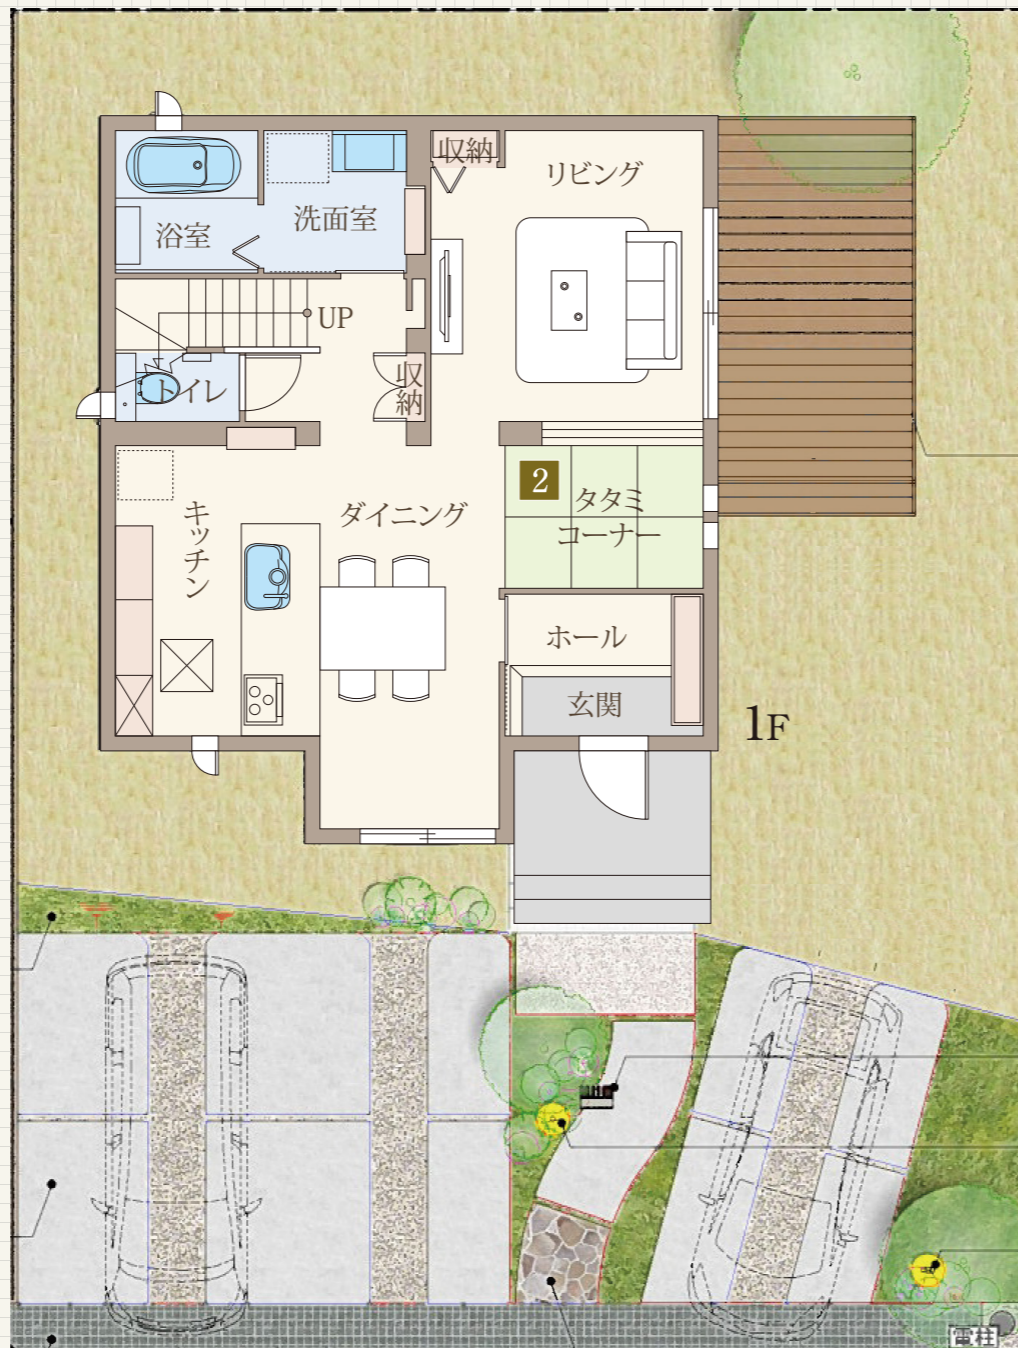 収納
リビング
浴室
洗面室
UP
トイレ
収納
2
タタミ
コーナー
キッチン
ダイニング
ホール
玄関
1F
電柱